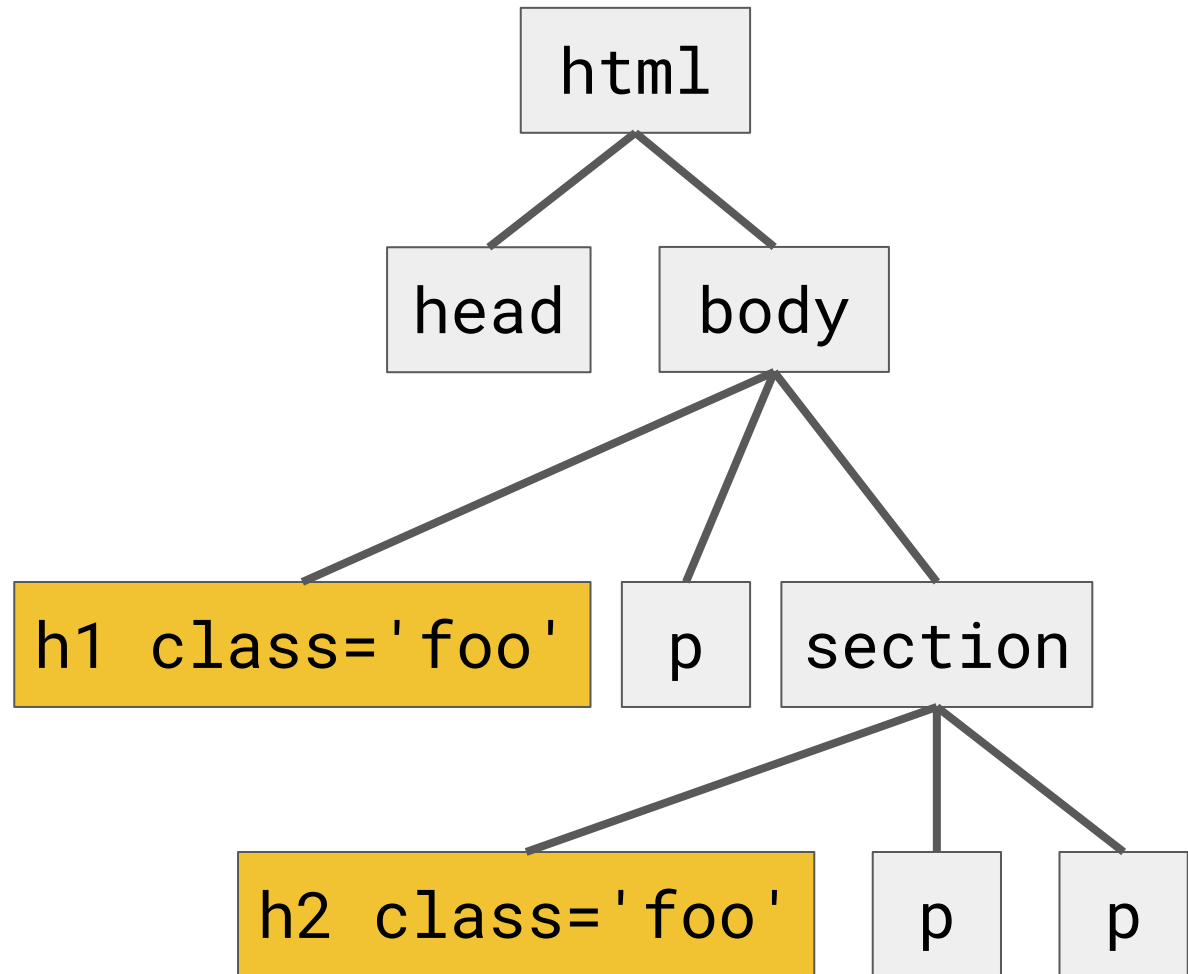 html
head
body
h1 class='foo'
p
section
h2 class='foo'
p
p